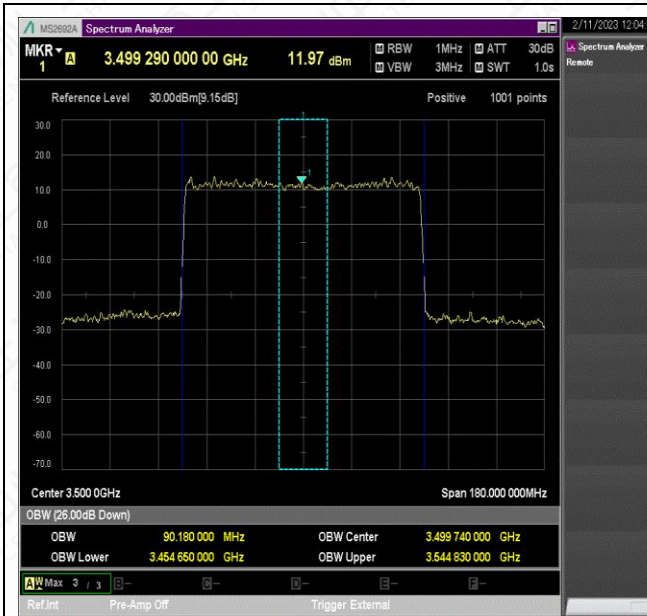 MS2692A Spectrum Analyzer 2/11/2023 12:04:
MKR 1 A 3.499 290 000 00 GHz 11.97 dBm M RBW 1MHz M ATT 30dB
M VBW 3MHz M SWT 1.0s
Spectrum Analyzer
Remote
Reference Level 30.00dBm[9.15dB] Positive 1001 points
1
30.0
20.0
1
10.0
0.0
-10.0
-20.0
-30.0
-40.0
-50.0
-60.0
-70.0
Center 3.500 0GHz Span 180.000 000MHz
OBW (26.00dB Down)
OBW 90.180 000 MHz OBW Center 3.499 740 000 GHz
OBW Lower 3.454 650 000 GHz OBW Upper 3.544 830 000 GHz
A W Max 3 / 3 B- C- D- E- F-
Ref.Int Pre-Amp Off Trigger External